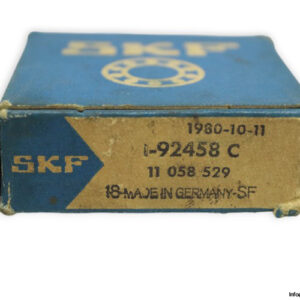 SKF
1980-10-11
I-92458 C
SKF
11 058 529
18-MADE IN GERMANY-SF